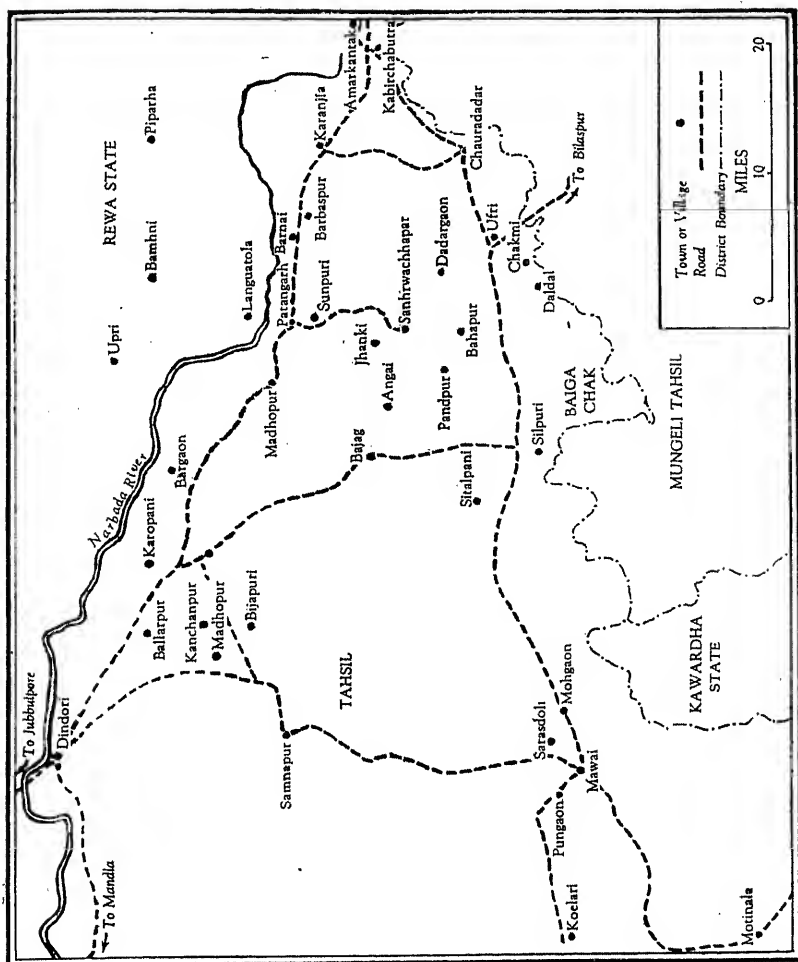 To Jubbulpore
Dindori
To Mandla
Narbada River
Upri
Bamhni
Piparha
REWA STATE
Languatola
Karopani
Bargaon
Ballarpur
Kanchanpur
Madhopur
Bijapuri
Samnapur
TAHSIL
Madhopur
Patangarh
Barnai
Sunpuri
Barbaspur
Karanjia
Amarkantak
Kabirchabutra
Chauradadar
Bajag
Jhanki
Angai
Sanhrwachhapar
Dadargaon
Pandpur
Bahapur
Sitalpani
Silpuri
Ufri
Chakmi
Daldal
To Bilaspur
BAIGA
CHAK
MUNGELI TAHSIL
KAWARDHA
STATE
Sarasdoli
Mohgaon
Mawai
Pungaon
Koelari
Motinala
Town or Village
Road
District Boundary
MILES
0 10 20